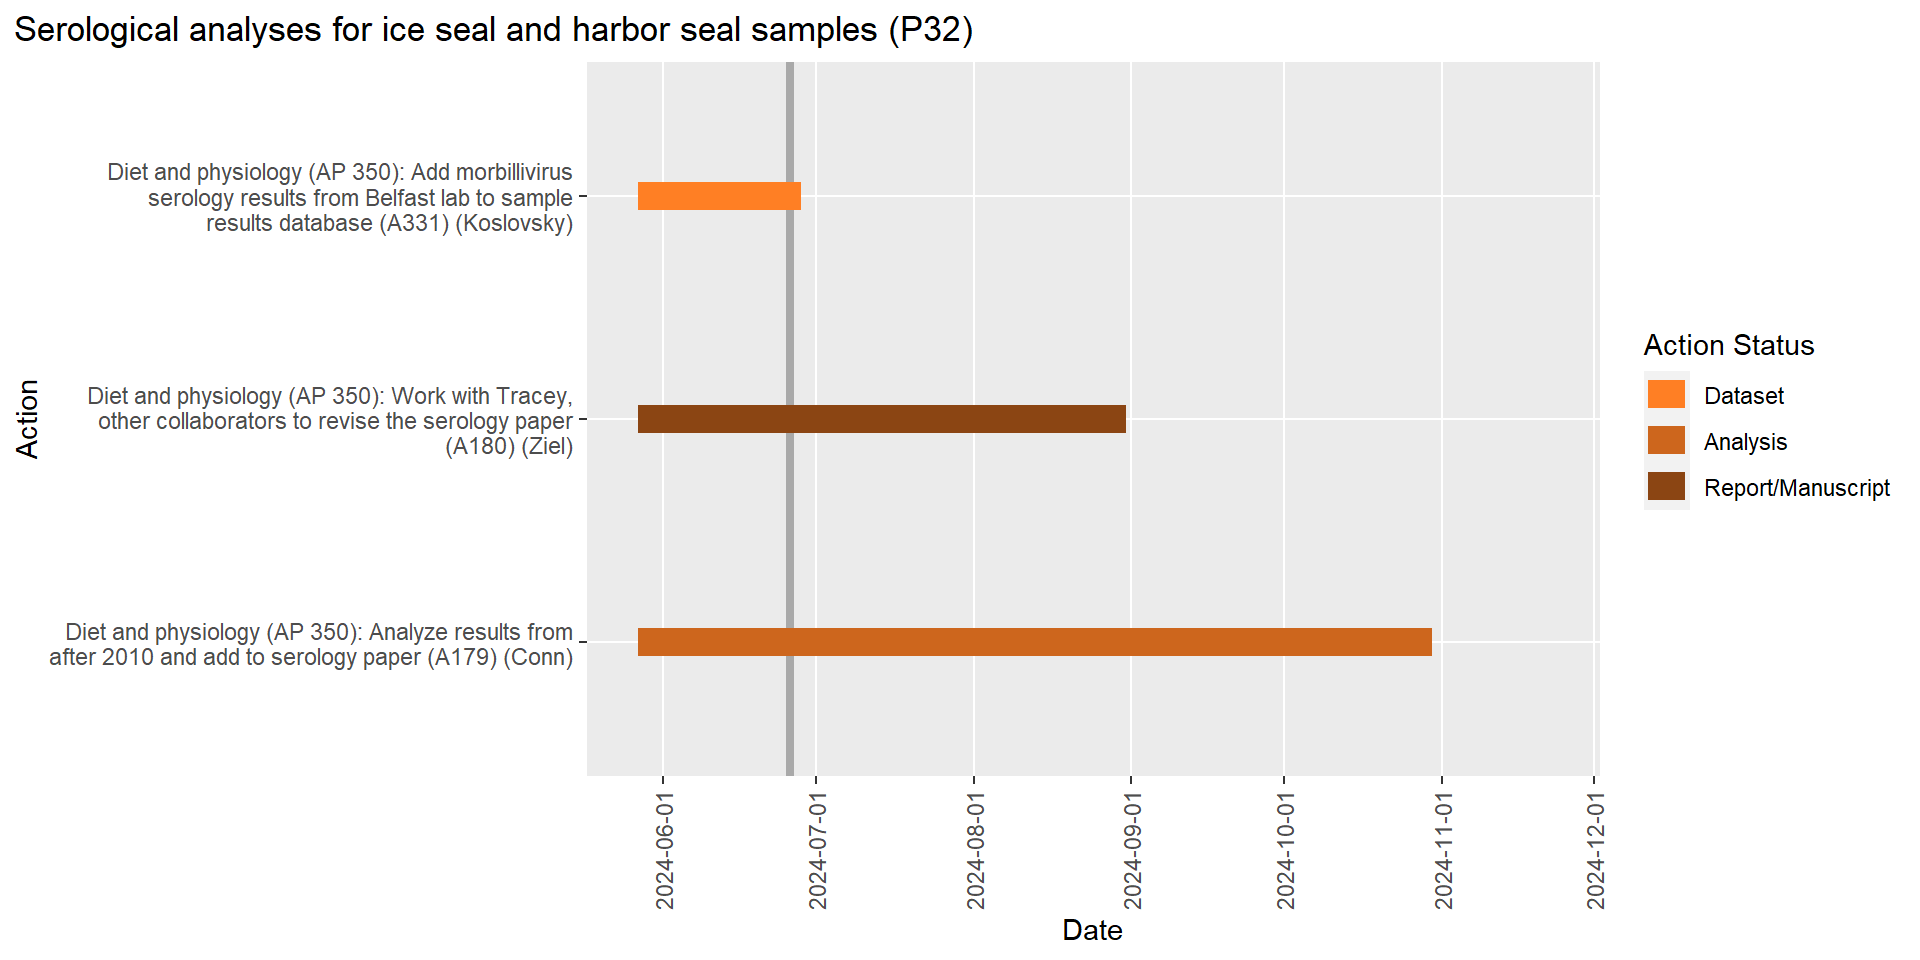 Serological analyses for ice seal and harbor seal samples (P32)
Diet and physiology (AP 350): Add morbillivirus
serology results from Belfast lab to sample
results database (A331) (Koslovsky)
Diet and physiology (AP 350): Work with Tracey,
other collaborators to revise the serology paper
(A180) (Ziel)
Diet and physiology (AP 350): Analyze results from
after 2010 and add to serology paper (A179) (Conn)
Action
2024-06-01
2024-07-01
2024-08-01
2024-09-01
2024-10-01
2024-11-01
2024-12-01
Date
Action Status
Dataset
Analysis
Report/Manuscript